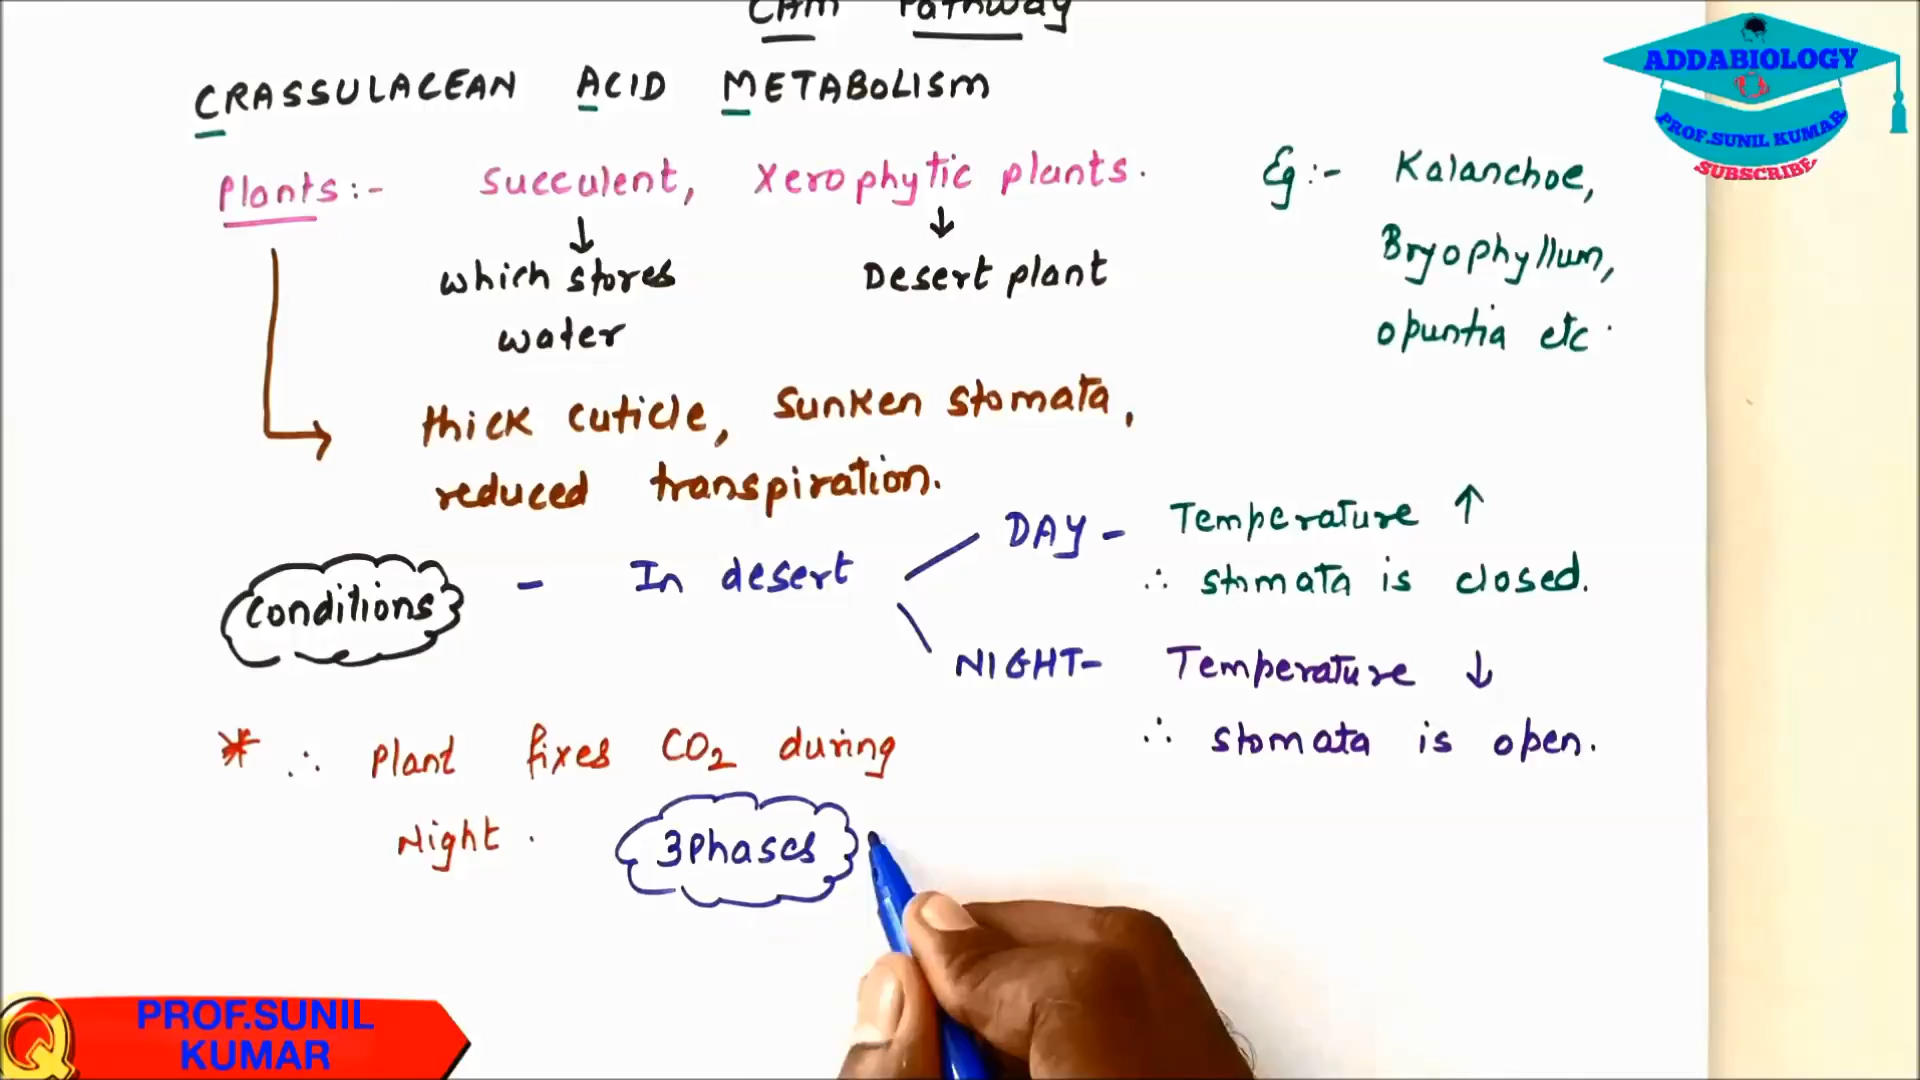 CAM Pathway
CRASSULACEAN ACID METABOLISM
Plants:- Succulent, Xerophytic plants.
which stores water
Desert plant
Eg:- Kalanchoe,
Bryophyllum,
opuntia etc.
thick cuticle, Sunken stomata,
reduced transpiration.
Conditions - In desert
DAY - Temperature ↑
∴ stomata is closed.
NIGHT- Temperature ↓
∴ stomata is open.
* ∴ Plant fixes CO2 during
Night.
3Phases
ADDABIOLOGY
PROF.SUNIL KUMAR
SUBSCRIBE
PROF.SUNIL
KUMAR